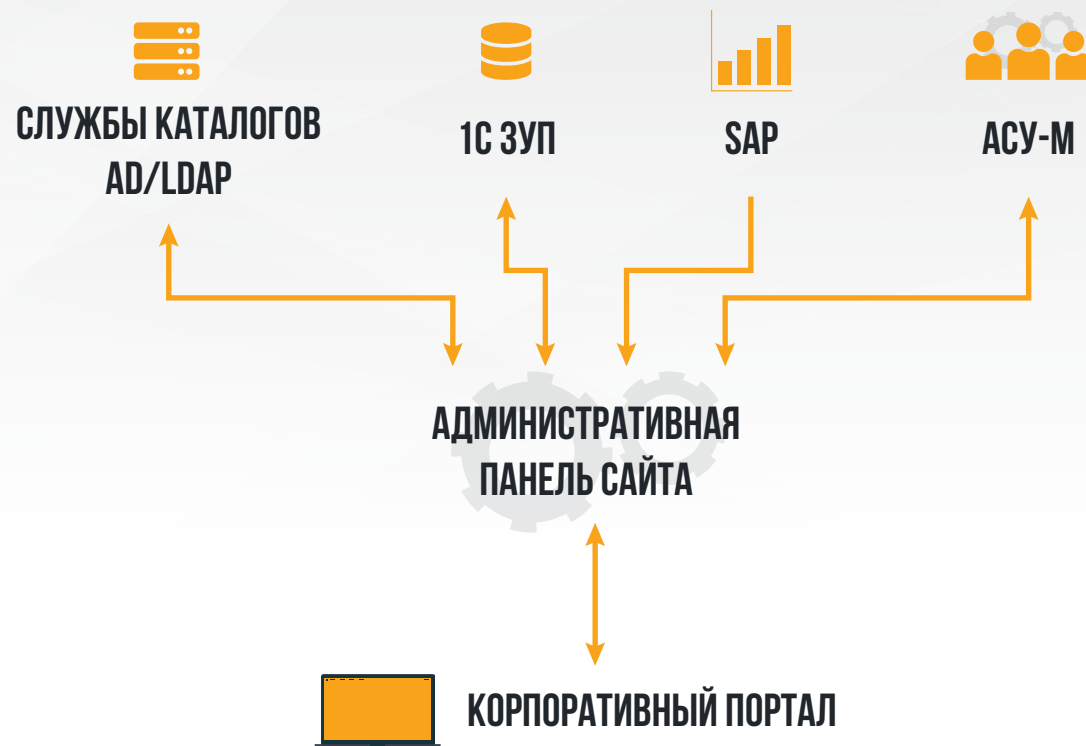 СЛУЖБЫ КАТАЛОГОВ
AD/LDAP
1С ЗУП
SAP
АСУ-М
АДМИНИСТРАТИВНАЯ
ПАНЕЛЬ САЙТА
КОРПОРАТИВНЫЙ ПОРТАЛ